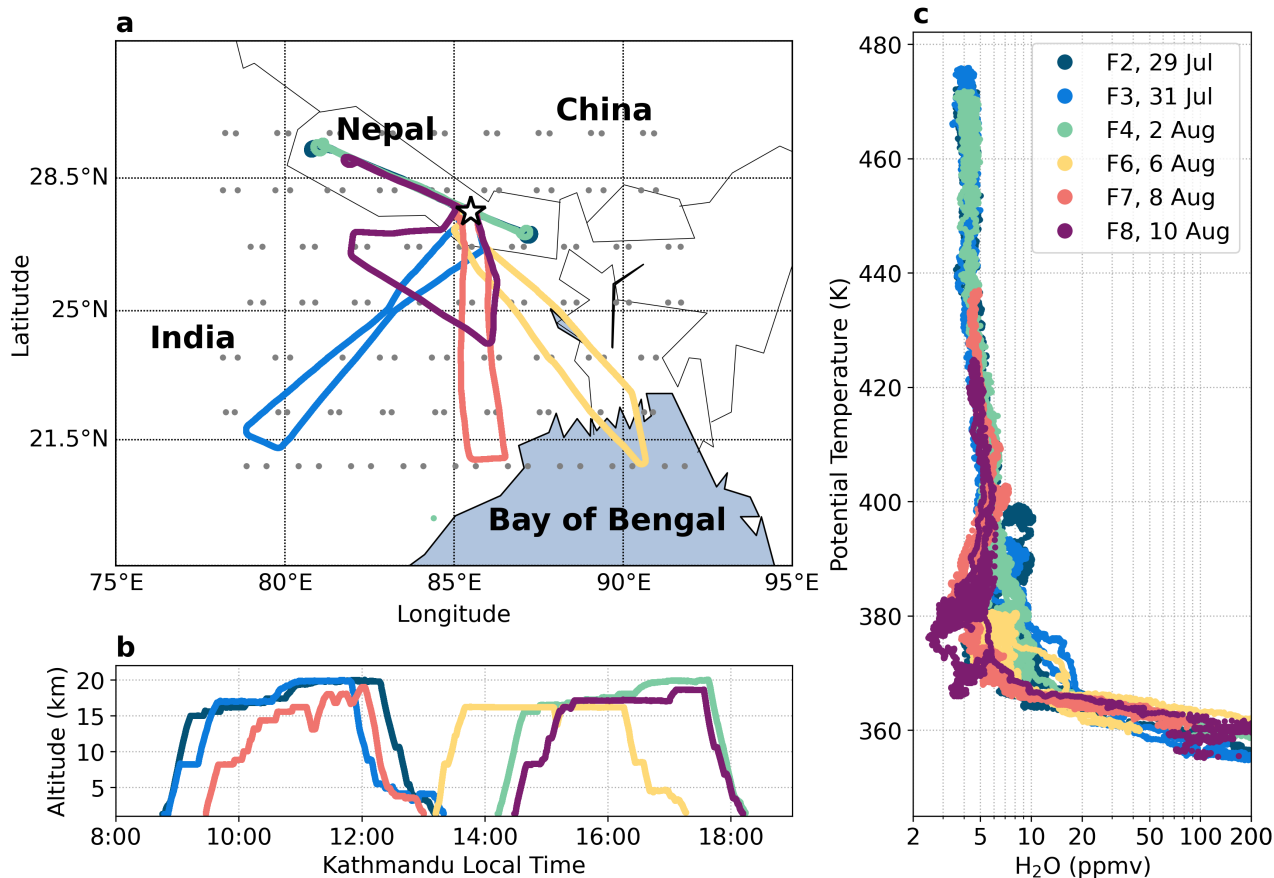 a
China
Nepal
India
Bay of Bengal
28.5°N
25°N
21.5°N
Latitutde
75°E
80°E
85°E
90°E
95°E
Longitude
b
20
15
10
5
Altitude (km)
8:00
10:00
12:00
14:00
16:00
18:00
Kathmandu Local Time
c
F2, 29 Jul
F3, 31 Jul
F4, 2 Aug
F6, 6 Aug
F7, 8 Aug
F8, 10 Aug
480
460
440
420
400
380
360
Potential Temperature (K)
2
5
10
20
50
100
200
H₂O (ppmv)